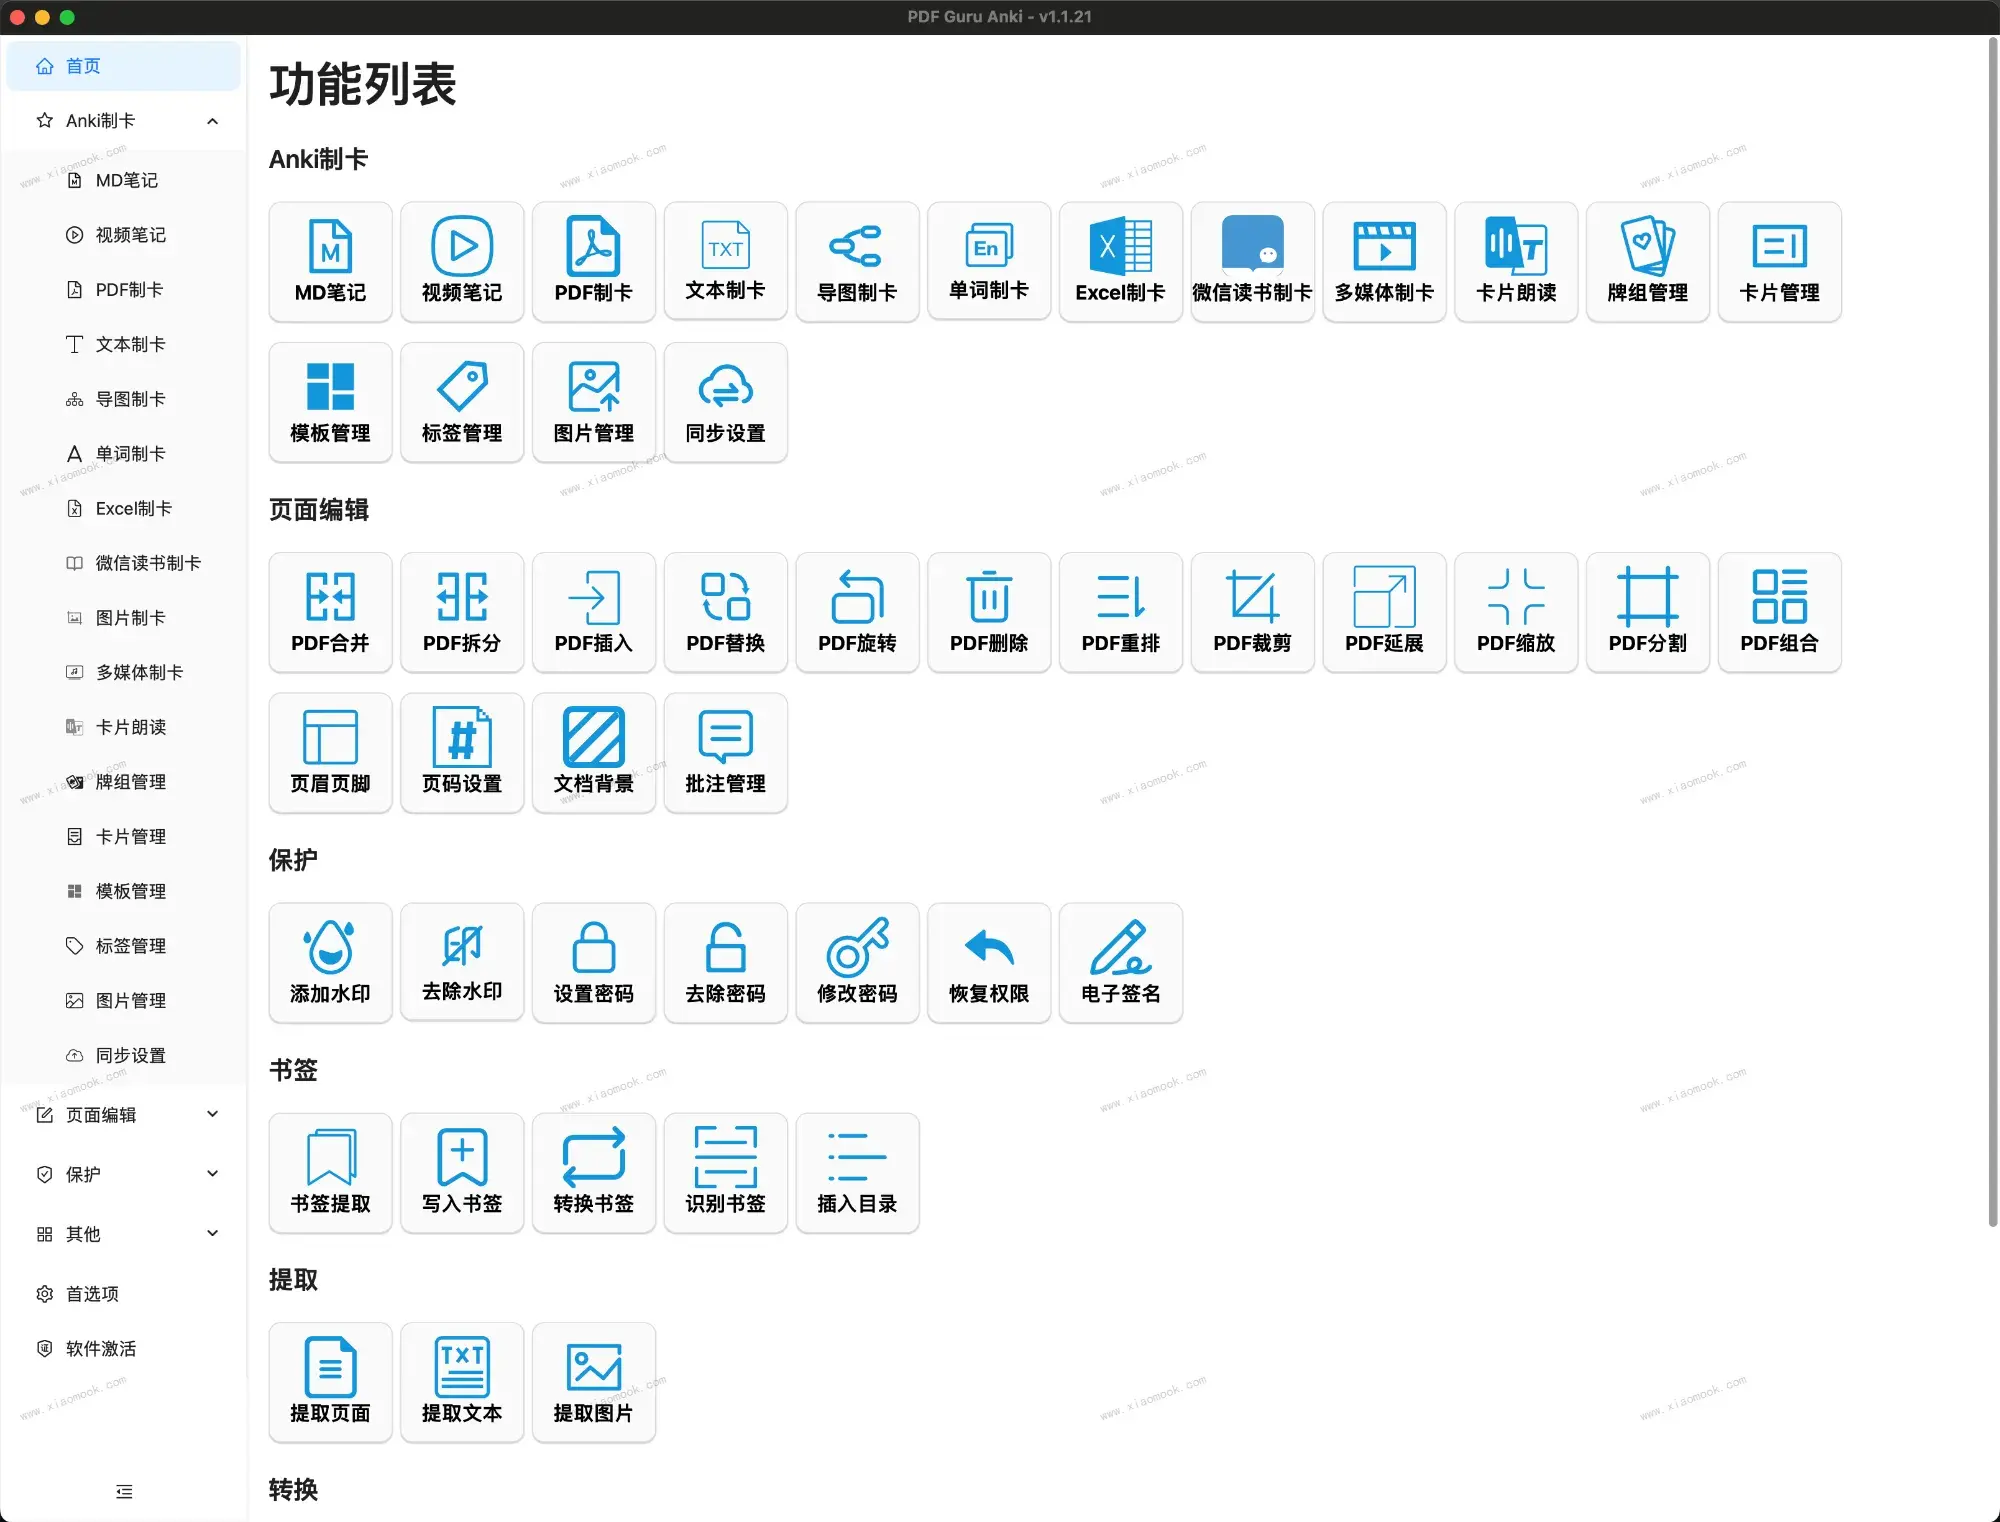 PDF Guru Anki - v1.1.21
首页
Anki制卡
MD笔记
视频笔记
PDF制卡
文本制卡
导图制卡
单词制卡
Excel制卡
微信读书制卡
图片制卡
多媒体制卡
卡片朗读
牌组管理
卡片管理
模板管理
标签管理
图片管理
同步设置
页面编辑
保护
其他
首选项
软件激活
功能列表
Anki制卡
MD笔记 视频笔记 PDF制卡 文本制卡 导图制卡 单词制卡 Excel制卡 微信读书制卡 多媒体制卡 卡片朗读 牌组管理 卡片管理
模板管理 标签管理 图片管理 同步设置
页面编辑
PDF合并 PDF拆分 PDF插入 PDF替换 PDF旋转 PDF删除 PDF重排 PDF裁剪 PDF延展 PDF缩放 PDF分割 PDF组合
页眉页脚 页码设置 文档背景 批注管理
保护
添加水印 去除水印 设置密码 去除密码 修改密码 恢复权限 电子签名
书签
书签提取 写入书签 转换书签 识别书签 插入目录
提取
提取页面 提取文本 提取图片
转换
www.xiaomook.com